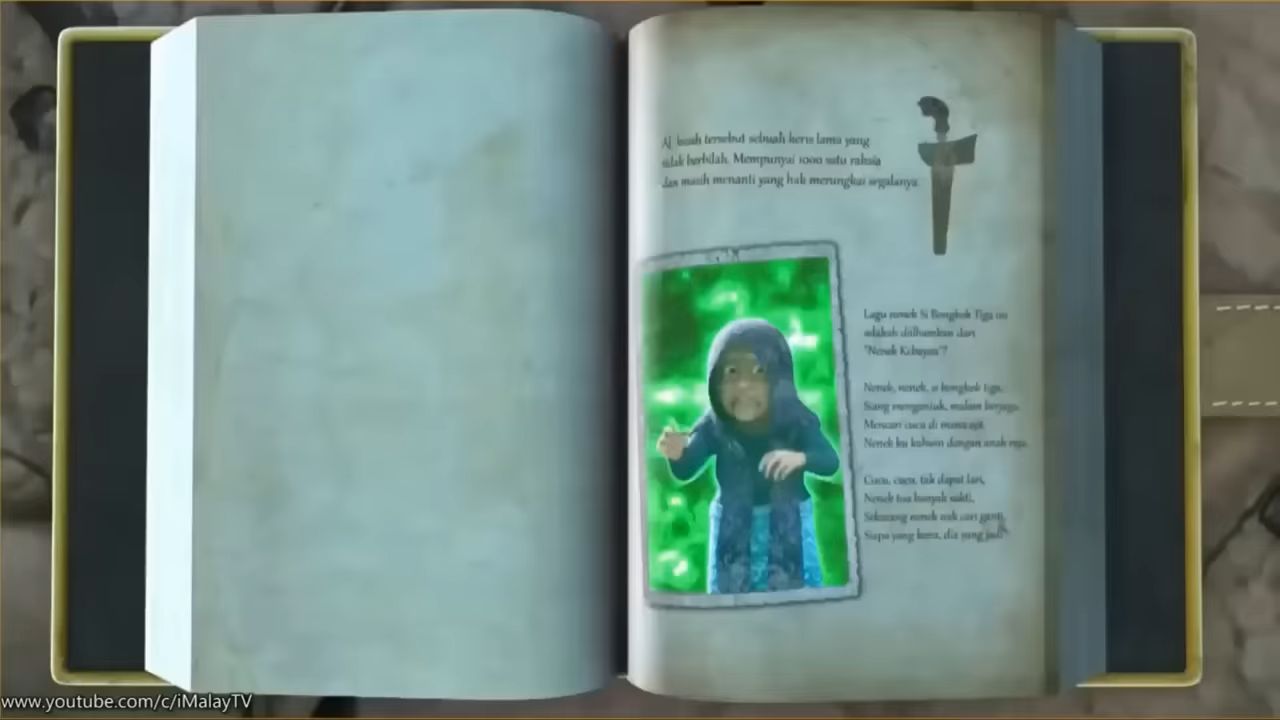 Al kisah tersebut sebuah keris lama yang
tidak berbilah. Mempunyai 1000 satu rahsia
dan masih menanti yang hak merungkai segalanya.
Lagu nenek Si Bongkok Tiga ini
adakah diilhamkan dari
"Nenek Kebayan"?
Nenek, nenek, si bongkok tiga,
Siang mengantuk, malam berjaga,
Mencari cucu di mana
Nenek ku kahwin dengan anak raja.
Cucu, cucu, tak dapat lari,
Nenek tua banyak sakti,
Sekarang nenek nak cari ganti,
Siapa yang kena, dia yang jadi.
www.youtube.com/c/iMalayTV